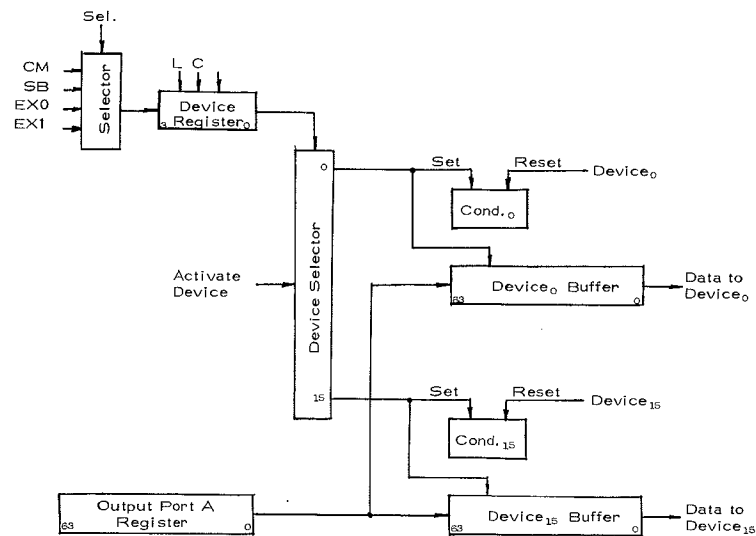 Sel.
CM
SB
EX0
EX1
Selector
L C
Device
Register
3 0
Device Selector
0
15
Activate
Device
Set
Reset
Device₀
Cond.₀
Device₀ Buffer
63 0
Data to
Device₀
Set
Reset
Device₁₅
Cond.₁₅
Output Port A
Register
63 0
Device₁₅ Buffer
63 0
Data to
Device₁₅